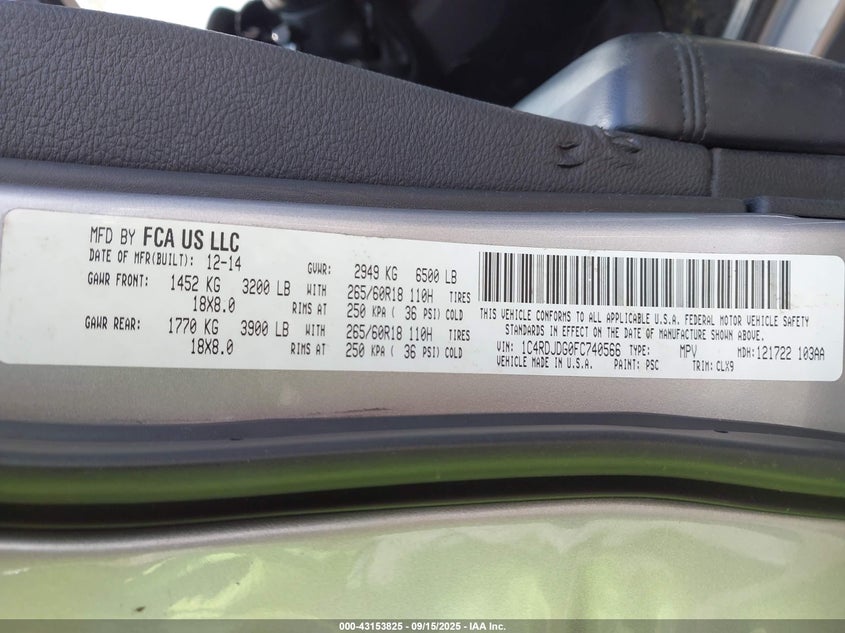 MFD BY FCA US LLC
DATE OF MFR(BUILT): 12-14 GVWR: 2949 KG 6500 LB
GAWR FRONT: 1452 KG 3200 LB WITH 265/60R18 110H TIRES
18X8.0 RIMS AT 250 KPA ( 36 PSI) COLD
GAWR REAR: 1770 KG 3900 LB WITH 265/60R18 110H TIRES
18X8.0 RIMS AT 250 KPA ( 36 PSI) COLD
THIS VEHICLE CONFORMS TO ALL APPLICABLE U.S.A. FEDERAL MOTOR VEHICLE SAFETY
STANDARDS IN EFFECT ON THE DATE OF MANUFACTURE SHOWN ABOVE.
VIN: 1C4RDJDG0FC740566 TYPE: MPV MDH:121722 103AA
VEHICLE MADE IN U.S.A. PAINT: PSC TRIM: CLX9
000-43153825 - 09/15/2025 - IAA Inc.